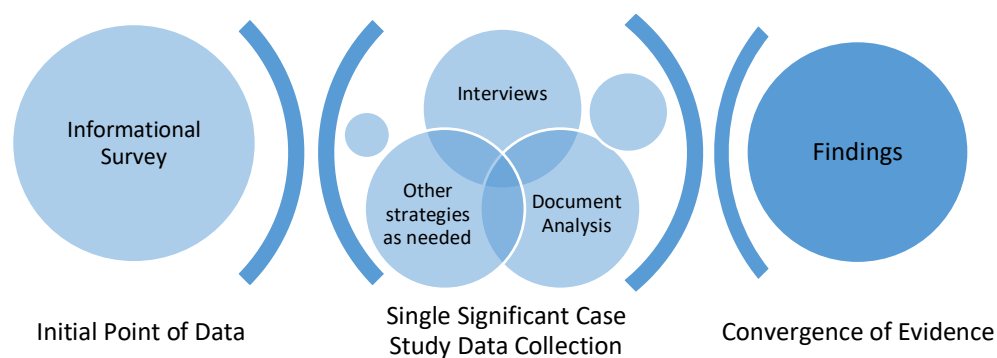 Informational
Survey
Interviews
Other
strategies
as needed
Document
Analysis
Findings
Initial Point of Data
Single Significant Case
Study Data Collection
Convergence of Evidence